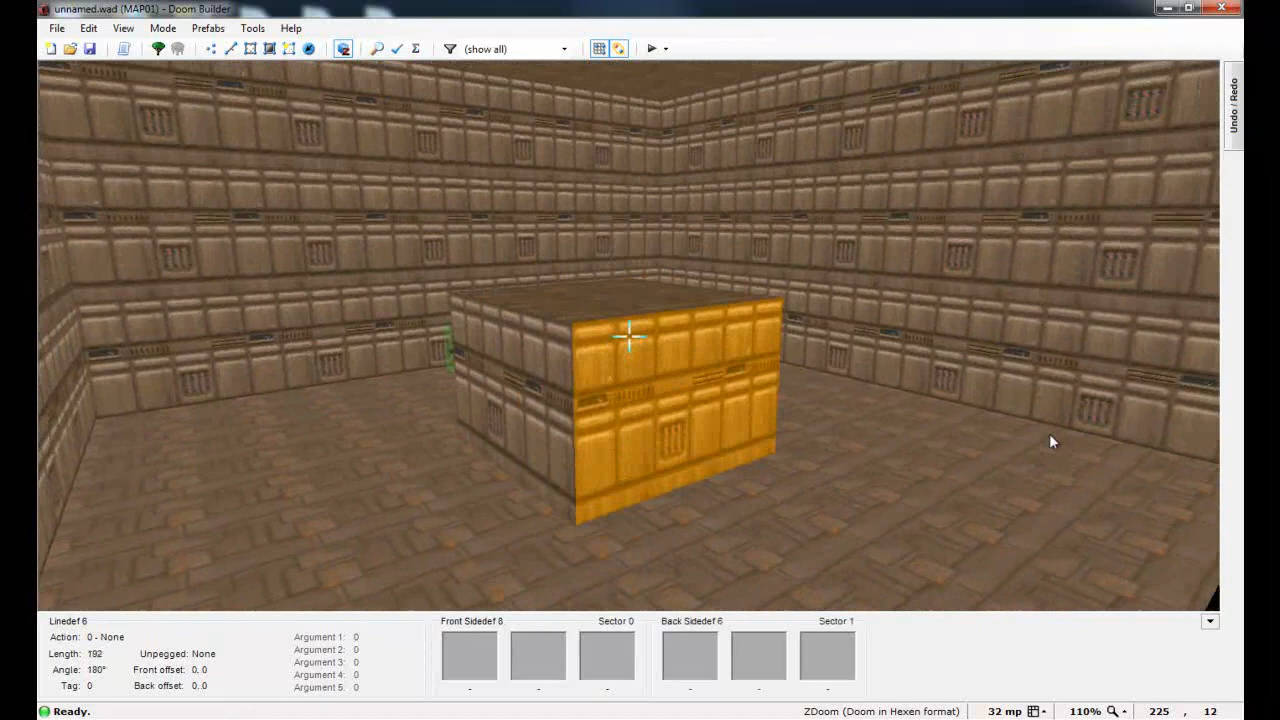 unnamed.wad (MAP01) - Doom Builder
File Edit View Mode Prefabs Tools Help
(show all)
Undo / Redo
Linedef 6
Action: 0 - None
Length: 192 Unpegged: None
Angle: 180° Front offset: 0, 0
Tag: 0 Back offset: 0, 0
Argument 1: 0
Argument 2: 0
Argument 3: 0
Argument 4: 0
Argument 5: 0
Front Sidedef 8 Sector 0
- - -
Back Sidedef 6 Sector 1
- - -
Ready. ZDoom (Doom in Hexen format) 32 mp 110% 225 , 12